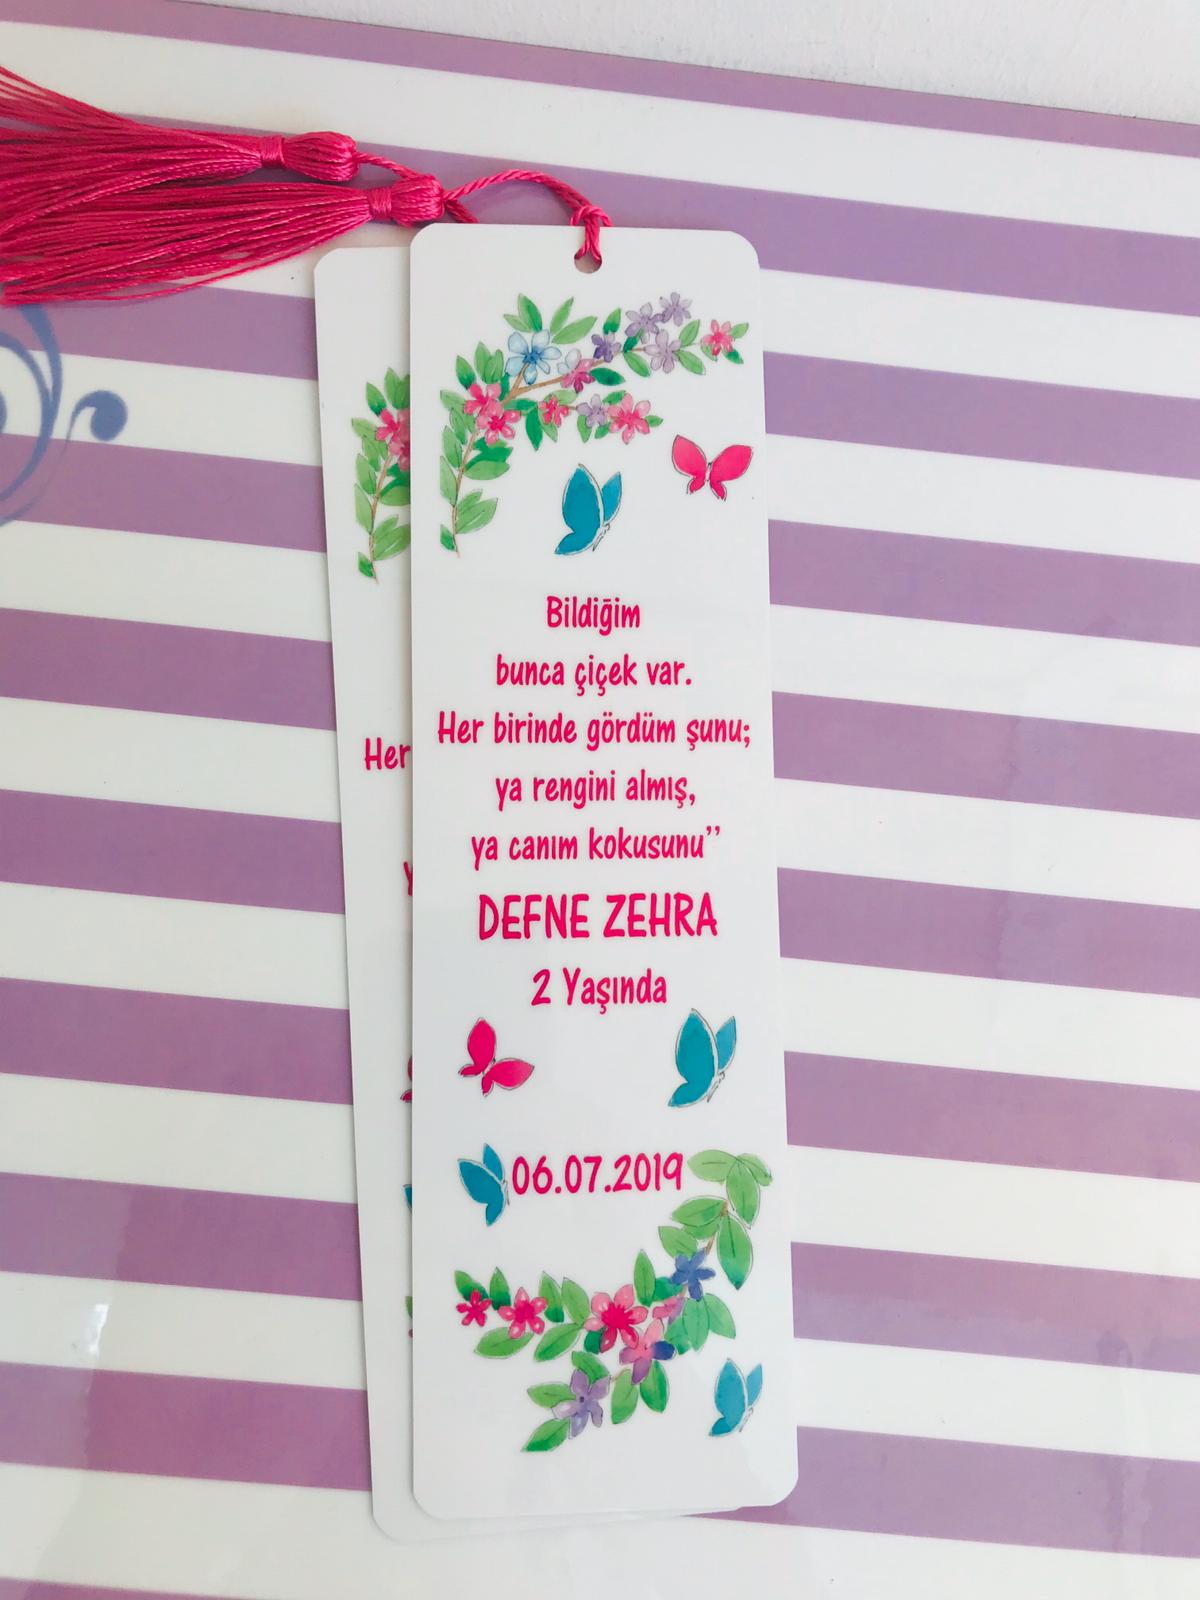 Bildiğim
bunca çiçek var.
Her birinde gördüm şunu;
ya rengini almış,
ya canım kokusunu’’
DEFNE ZEHRA
2 Yaşında
06.07.2019
Her